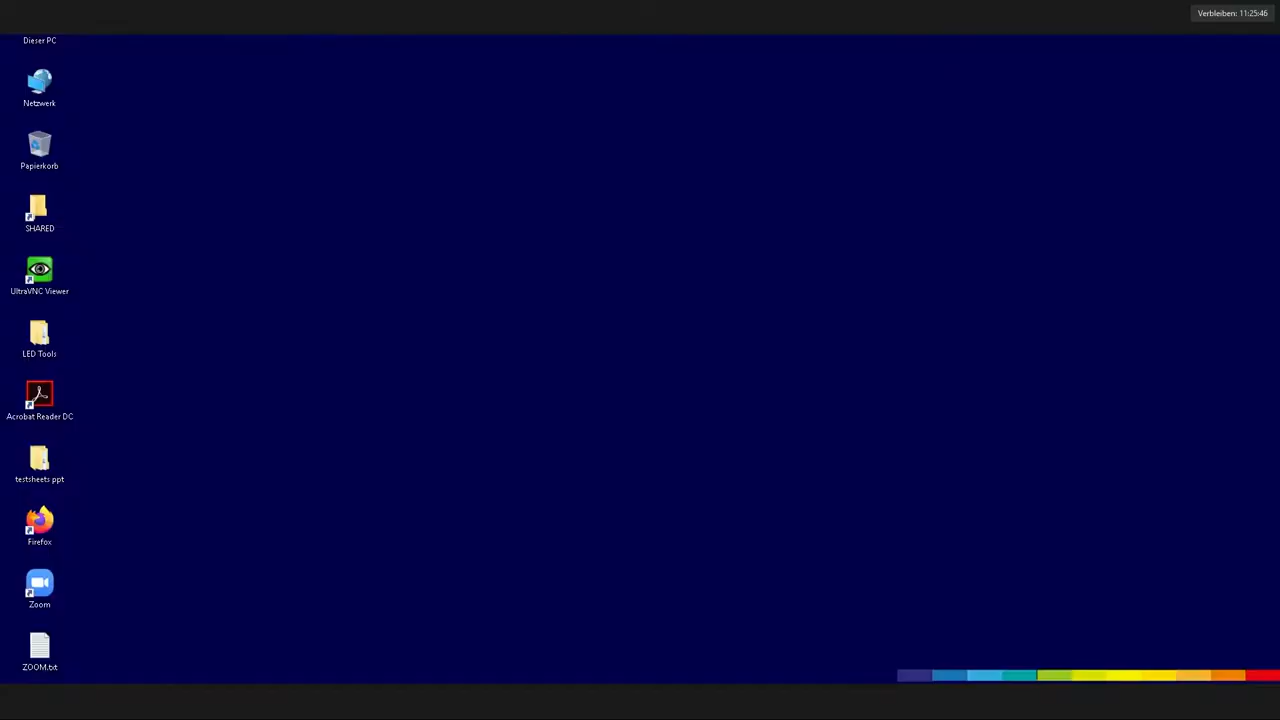 Verbleiben: 11:25:46
Dieser PC
Netzwerk
Papierkorb
SHARED
UltraVNC Viewer
LED Tools
Acrobat Reader DC
testsheets ppt
Firefox
Zoom
ZOOM.txt